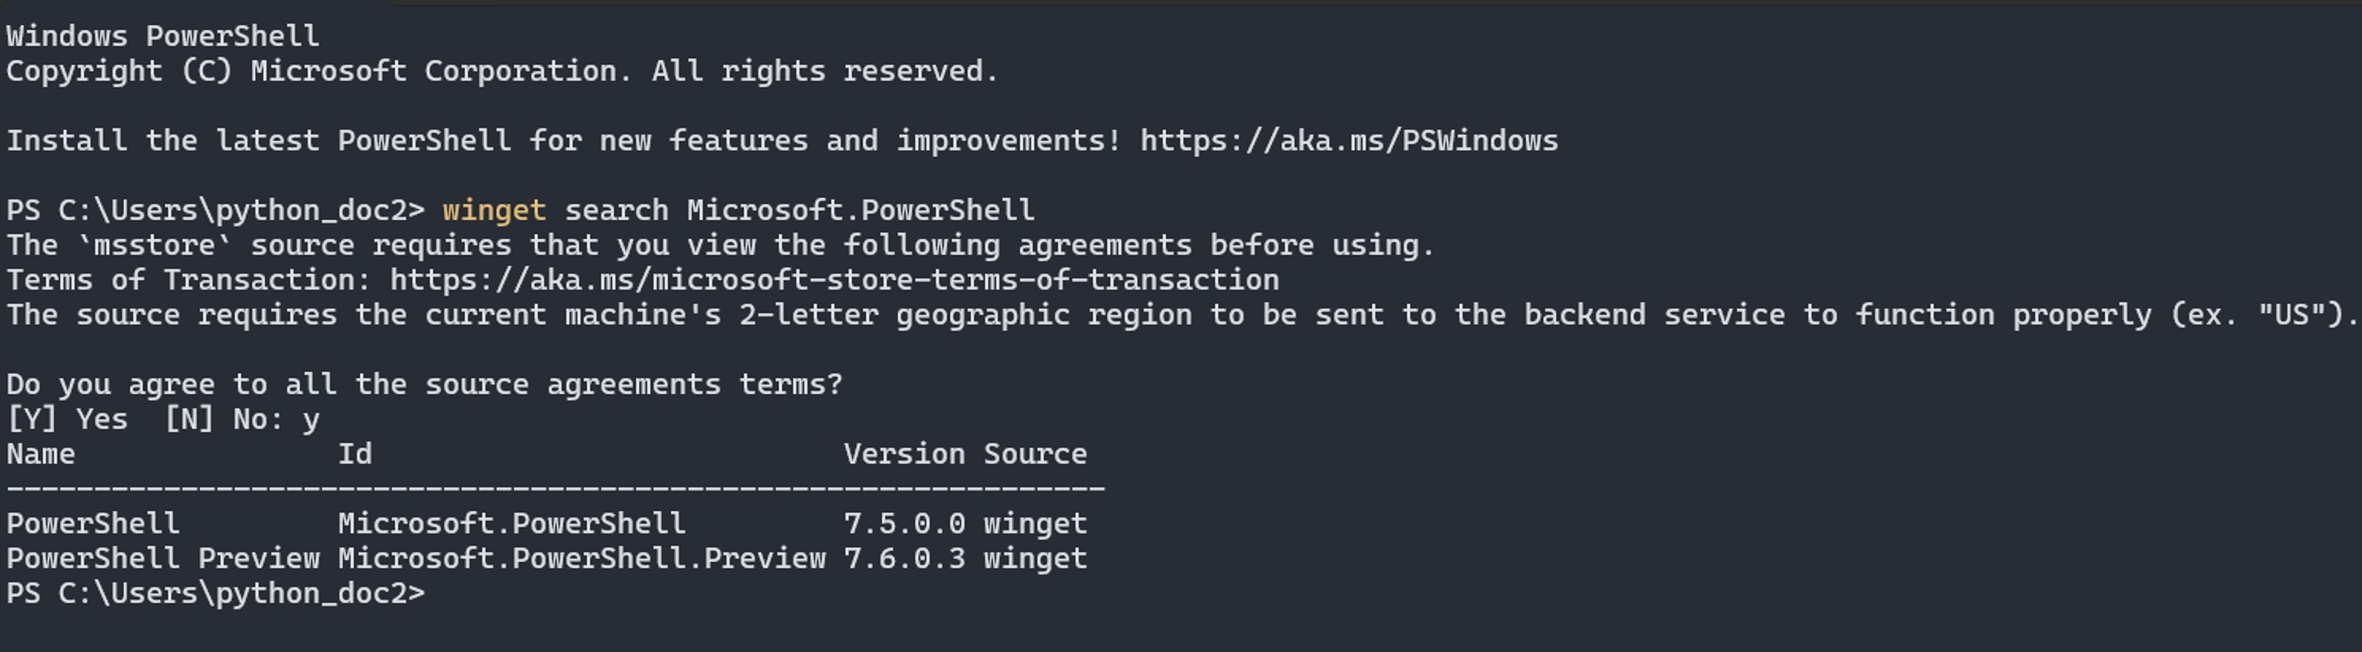 Windows PowerShell
Copyright (C) Microsoft Corporation. All rights reserved.
Install the latest PowerShell for new features and improvements! https://aka.ms/PSWindows
PS C:\Users\python_doc2> winget search Microsoft.PowerShell
The `msstore` source requires that you view the following agreements before using.
Terms of Transaction: https://aka.ms/microsoft-store-terms-of-transaction
The source requires the current machine's 2-letter geographic region to be sent to the backend service to function properly (ex. "US").
Do you agree to all the source agreements terms?
[Y] Yes  [N] No: y
Name               Id                           Version Source
---------------------------------------------------------------
PowerShell         Microsoft.PowerShell         7.5.0.0 winget
PowerShell Preview Microsoft.PowerShell.Preview 7.6.0.3 winget
PS C:\Users\python_doc2>